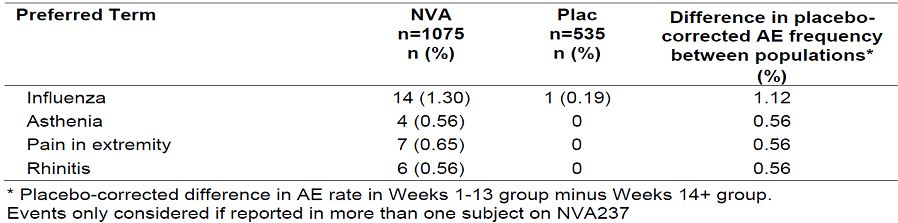 Preferred Term NVA Plac Difference in placebo-
n=1075 n=535 corrected AE frequency
n (%) n (%) between populations*
(%)
Influenza 14 (1.30) 1 (0.19) 1.12
Asthenia 4 (0.56) 0 0.56
Pain in extremity 7 (0.65) 0 0.56
Rhinitis 6 (0.56) 0 0.56
* Placebo-corrected difference in AE rate in Weeks 1-13 group minus Weeks 14+ group.
Events only considered if reported in more than one subject on NVA237